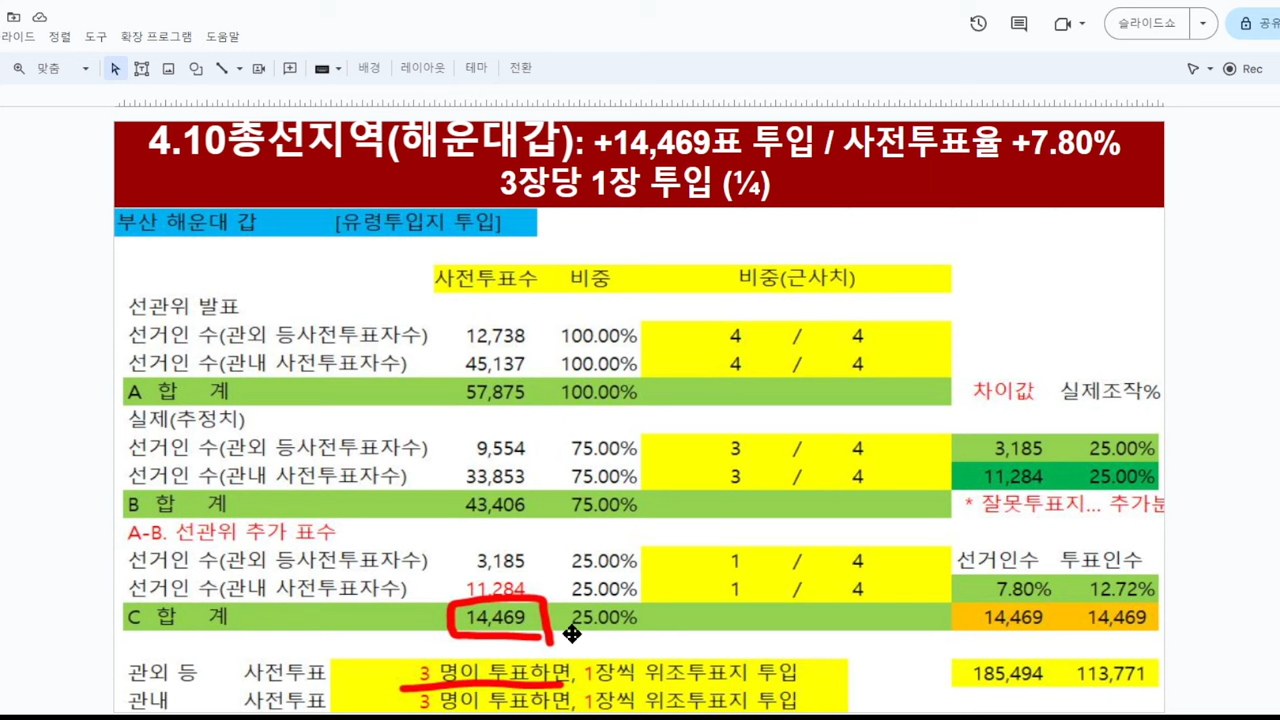 라이드 정렬 도구 확장 프로그램 도움말
슬라이드쇼 공유
맞춤 배경 레이아웃 테마 전환 Rec
4.10총선지역(해운대갑): +14,469표 투입 / 사전투표율 +7.80%
3장당 1장 투입 (¼)
부산 해운대 갑 [유령투입지 투입]
사전투표수 비중 비중(근사치)
선관위 발표
선거인 수(관외 등사전투표자수) 12,738 100.00% 4 / 4
선거인 수(관내 사전투표자수) 45,137 100.00% 4 / 4
A 합 계 57,875 100.00% 차이값 실제조작%
실제(추정치)
선거인 수(관외 등사전투표자수) 9,554 75.00% 3 / 4 3,185 25.00%
선거인 수(관내 사전투표자수) 33,853 75.00% 3 / 4 11,284 25.00%
B 합 계 43,406 75.00% * 잘못투표지... 추가분
A-B. 선관위 추가 표수
선거인 수(관외 등사전투표자수) 3,185 25.00% 1 / 4 선거인수 투표인수
선거인 수(관내 사전투표자수) 11,284 25.00% 1 / 4 7.80% 12.72%
C 합 계 14,469 25.00% 14,469 14,469
관외 등 사전투표 3 명이 투표하면, 1장씩 위조투표지 투입 185,494 113,771
관내 사전투표 3 명이 투표하면, 1장씩 위조투표지 투입